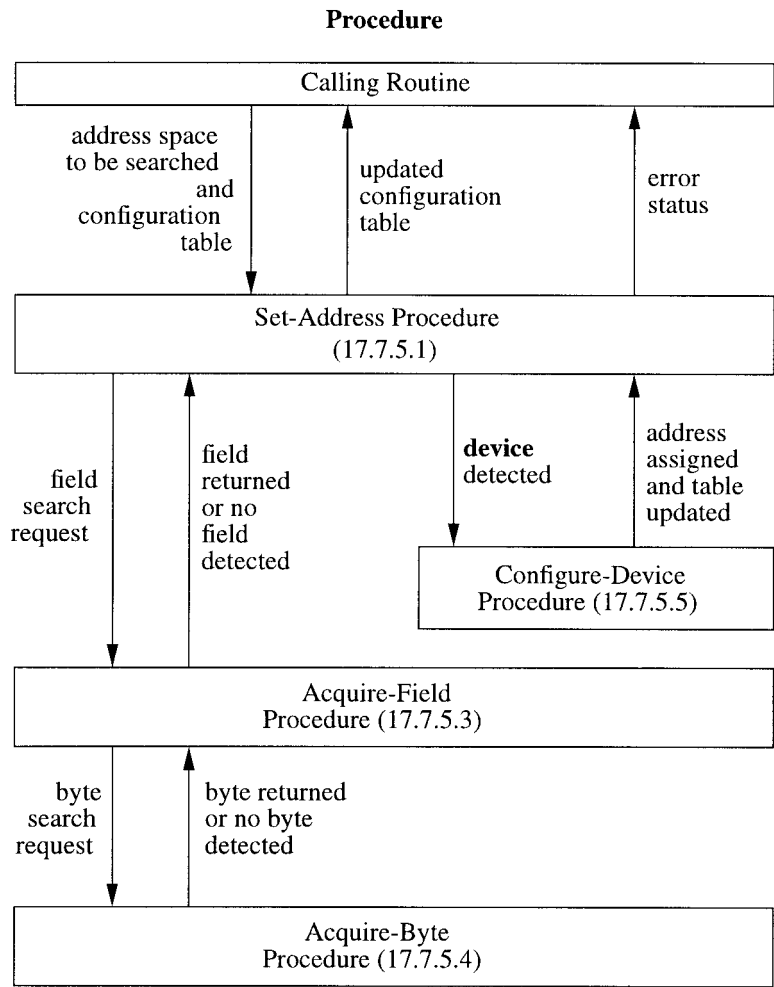 Procedure
Calling Routine
address space
to be searched
and
configuration
table
updated
configuration
table
error
status
Set-Address Procedure
(17.7.5.1)
field
search
request
field
returned
or no
field
detected
device
detected
address
assigned
and table
updated
Configure-Device
Procedure (17.7.5.5)
Acquire-Field
Procedure (17.7.5.3)
byte
search
request
byte returned
or no byte
detected
Acquire-Byte
Procedure (17.7.5.4)